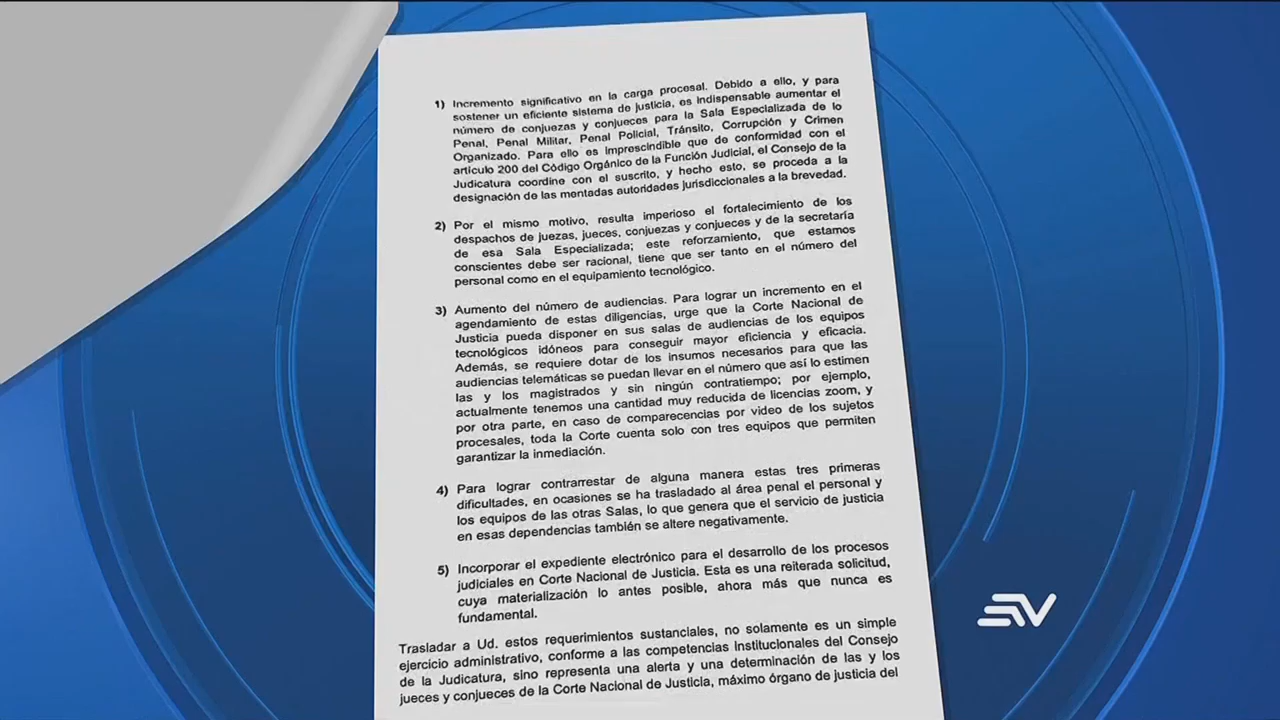 1) Incremento significativo en la carga procesal. Debido a ello, y para
sostener un eficiente sistema de justicia, es indispensable aumentar el
número de conjuezas y conjueces para la Sala Especializada de lo
Penal, Penal Militar, Penal Policial, Tránsito, Corrupción y Crimen
Organizado. Para ello es imprescindible que de conformidad con el
artículo 200 del Código Orgánico de la Función Judicial, el Consejo de la
Judicatura coordine con el suscrito, y hecho esto, se proceda a la
designación de las mentadas autoridades jurisdiccionales a la brevedad.
2) Por el mismo motivo, resulta imperioso el fortalecimiento de los
despachos de juezas, jueces, conjuezas y conjueces y de la secretaría
de esa Sala Especializada; este reforzamiento, que estamos
conscientes debe ser racional, tiene que ser tanto en el número del
personal como en el equipamiento tecnológico.
3) Aumento del número de audiencias. Para lograr un incremento en el
agendamiento de estas diligencias, urge que la Corte Nacional de
Justicia pueda disponer en sus salas de audiencias de los equipos
tecnológicos idóneos para conseguir mayor eficiencia y eficacia.
Además, se requiere dotar de los insumos necesarios para que las
audiencias telemáticas se puedan llevar en el número que así lo estimen
las y los magistrados y sin ningún contratiempo; por ejemplo,
actualmente tenemos una cantidad muy reducida de licencias zoom, y
por otra parte, en caso de comparecencias por video de los sujetos
procesales, toda la Corte cuenta solo con tres equipos que permiten
garantizar la inmediación.
4) Para lograr contrarrestar de alguna manera estas tres primeras
dificultades, en ocasiones se ha trasladado al área penal el personal y
los equipos de las otras Salas, lo que genera que el servicio de justicia
en esas dependencias también se altere negativamente.
5) Incorporar el expediente electrónico para el desarrollo de los procesos
judiciales en Corte Nacional de Justicia. Esta es una reiterada solicitud,
cuya materialización lo antes posible, ahora más que nunca es
fundamental.
Trasladar a Ud. estos requerimientos sustanciales, no solamente es un simple
ejercicio administrativo, conforme a las competencias institucionales del Consejo
de la Judicatura, sino representa una alerta y una determinación de las y los
jueces y conjueces de la Corte Nacional de Justicia, máximo órgano de justicia del